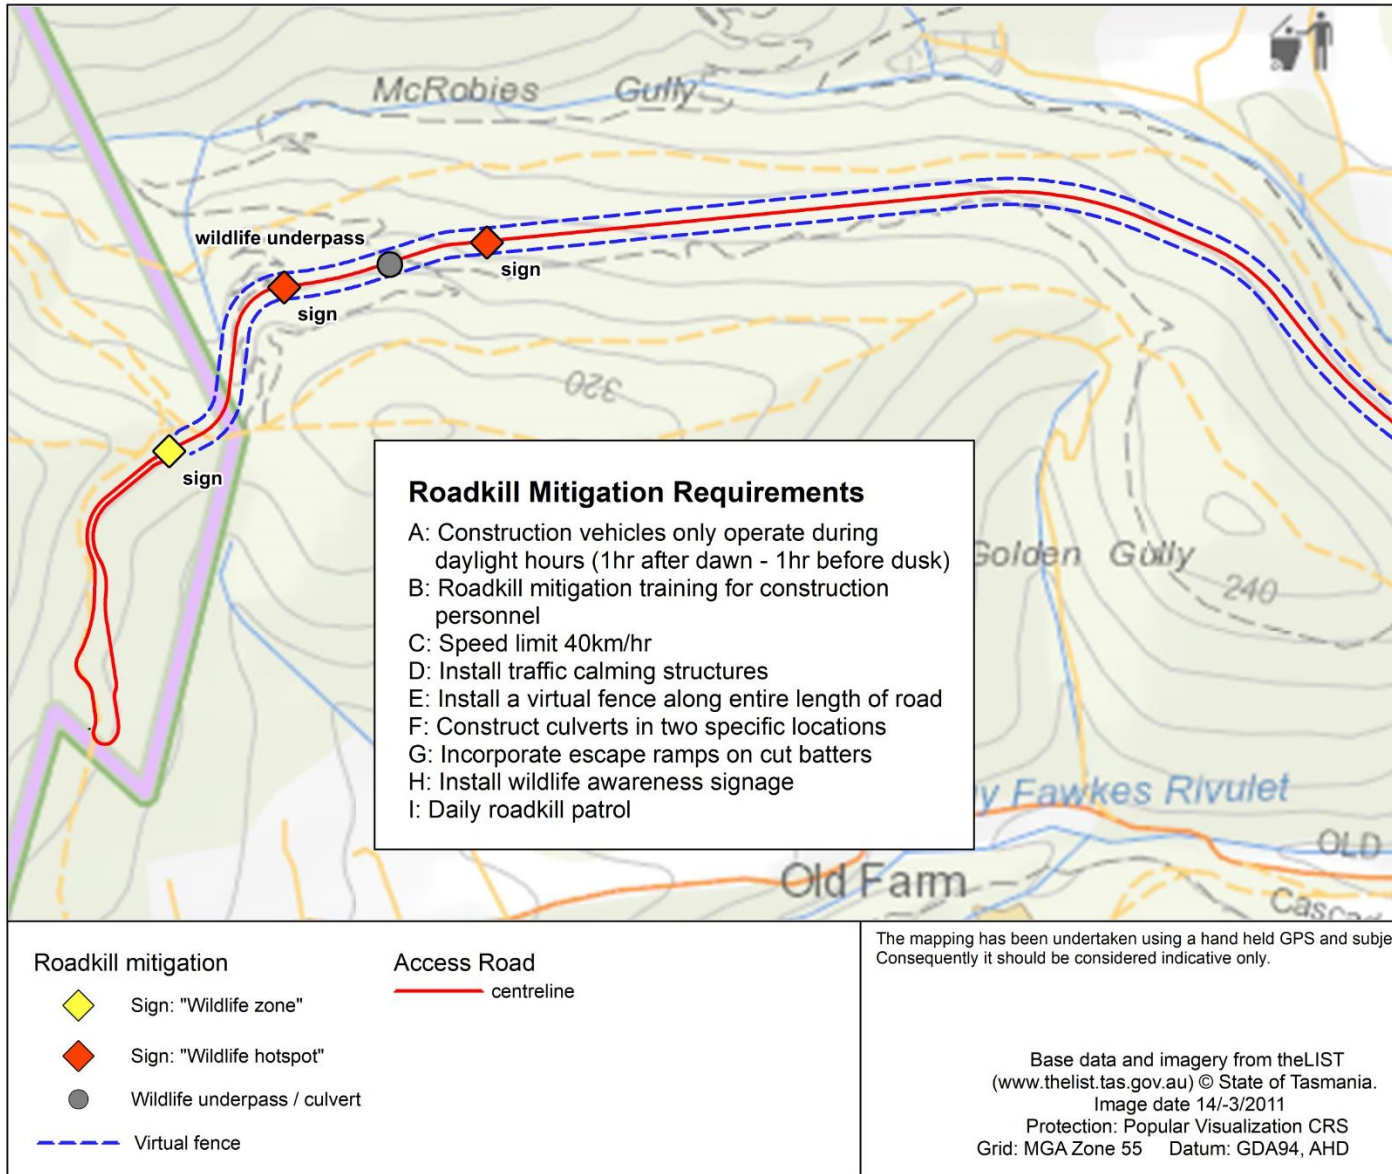 McRobies Gully
wildlife underpass
sign
sign
320
sign
Roadkill Mitigation Requirements
A: Construction vehicles only operate during
daylight hours (1hr after dawn - 1hr before dusk)
B: Roadkill mitigation training for construction
personnel
C: Speed limit 40km/hr
D: Install traffic calming structures
E: Install a virtual fence along entire length of road
F: Construct culverts in two specific locations
G: Incorporate escape ramps on cut batters
H: Install wildlife awareness signage
I: Daily roadkill patrol
Golden Gully
240
y Fawkes Rivulet
OLD
Old Farm
Cascad
Roadkill mitigation
Sign: "Wildlife zone"
Sign: "Wildlife hotspot"
Wildlife underpass / culvert
Virtual fence
Access Road
centreline
The mapping has been undertaken using a hand held GPS and subje
Consequently it should be considered indicative only.
Base data and imagery from theLIST
(www.thelist.tas.gov.au) © State of Tasmania.
Image date 14/-3/2011
Protection: Popular Visualization CRS
Grid: MGA Zone 55 Datum: GDA94, AHD